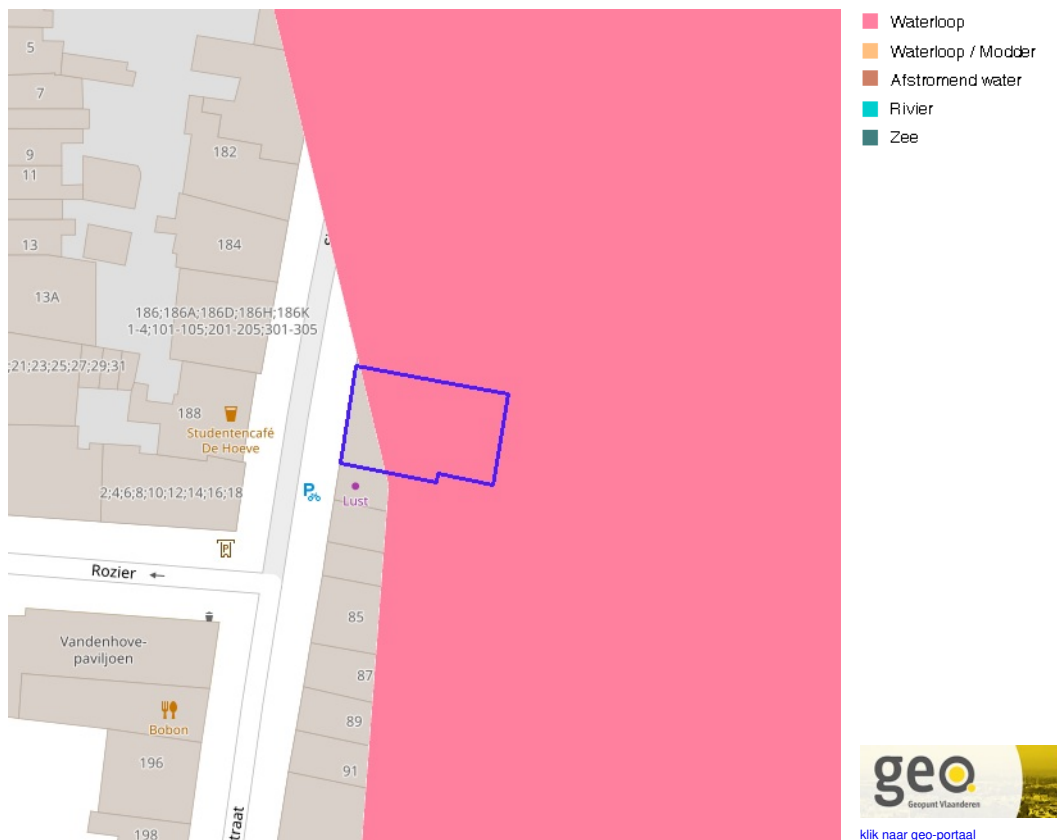 5
7
9
11
13
13A
182
184
186;186A;186D;186H;186K
1-4;101-105;201-205;301-305
;21;23;25;27;29;31
188
Studentencafé
De Hoeve
2;4;6;8;10;12;14;16;18
P
Lust
P
Rozier ←
85
87
89
91
Vandenhove-
paviljoen
Bobon
196
198
traat
Waterloop
Waterloop / Modder
Afstromend water
Rivier
Zee
geo.
Geopunt Vlaanderen
klik naar geo-portaal